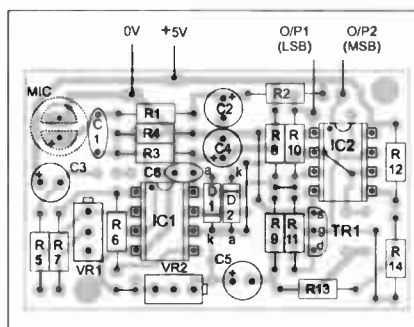 0V +5V O/P1 O/P2
(LSB) (MSB)
MIC
C1
R1
R4
R3
C2
C4
R2
R8
R10
IC2
R12
C3
C6
a k
IC1
D1
D2
k a
R5
R7
VR1
R6
VR2
C5
R9
R11
s
g
d
TR1
R13
R14